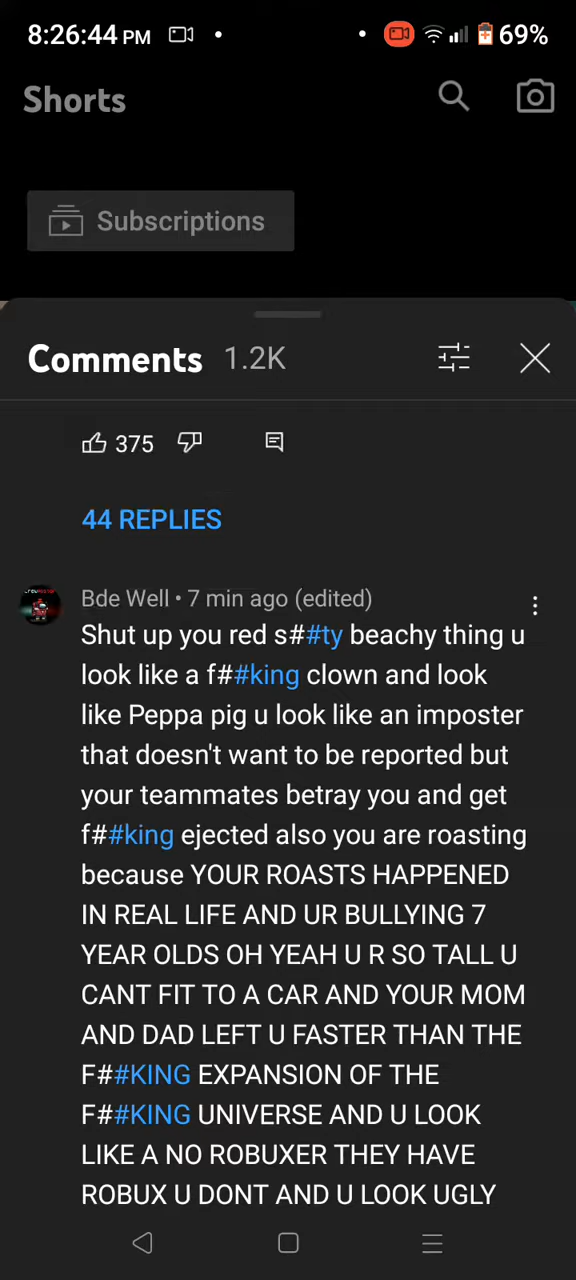 8:26:44 PM 69%
Shorts
Subscriptions
Comments 1.2K
375
44 REPLIES
Bde Well • 7 min ago (edited)
Shut up you red s##ty beachy thing u
look like a f##king clown and look
like Peppa pig u look like an imposter
that doesn't want to be reported but
your teammates betray you and get
f##king ejected also you are roasting
because YOUR ROASTS HAPPENED
IN REAL LIFE AND UR BULLYING 7
YEAR OLDS OH YEAH U R SO TALL U
CANT FIT TO A CAR AND YOUR MOM
AND DAD LEFT U FASTER THAN THE
F##KING EXPANSION OF THE
F##KING UNIVERSE AND U LOOK
LIKE A NO ROBUXER THEY HAVE
ROBUX U DONT AND U LOOK UGLY